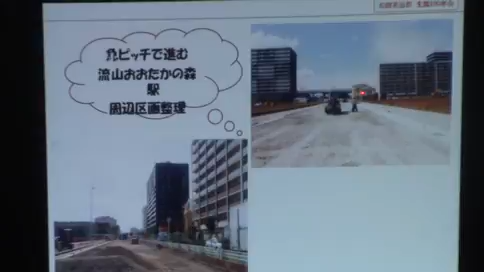 急ピッチで進む
流山おおたかの森
駅
周辺区画整理